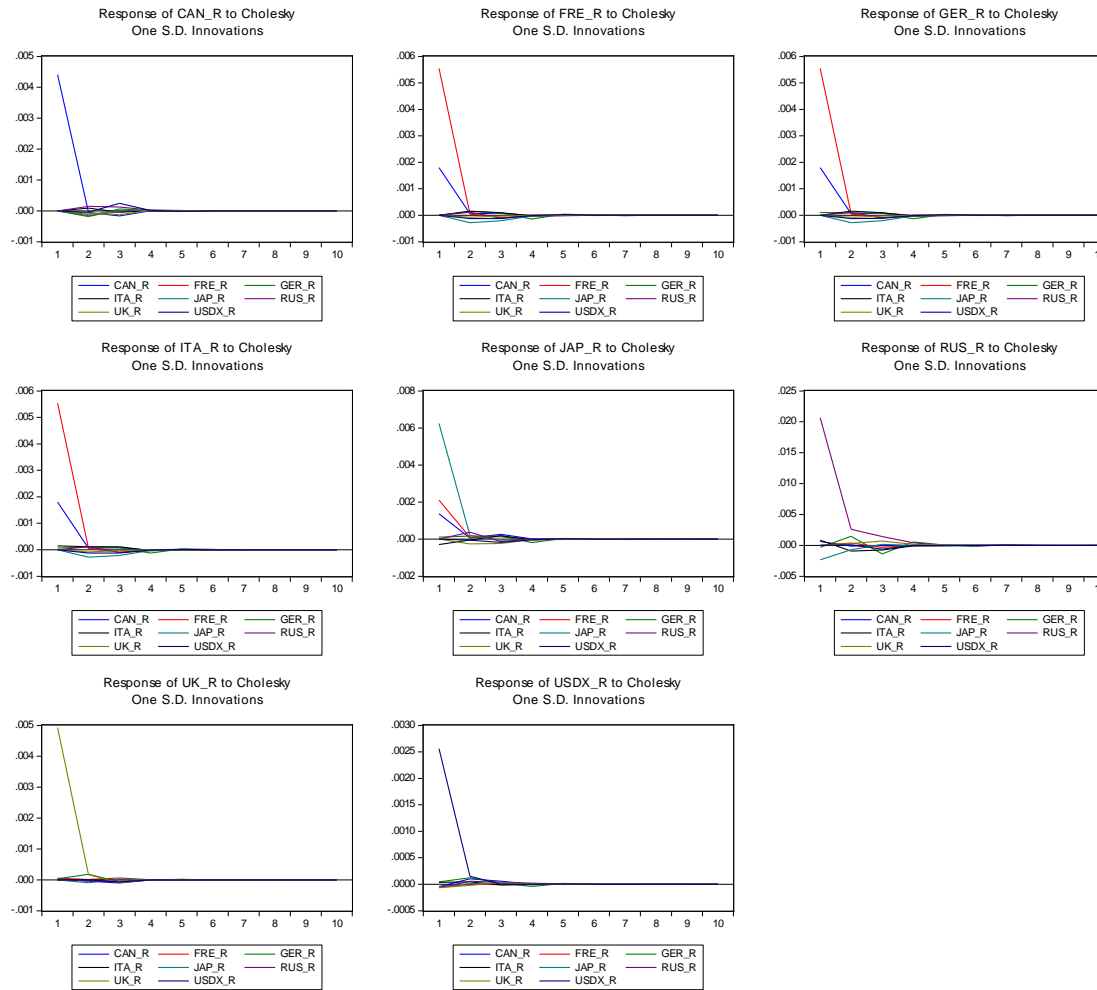 Response of CAN_R to Cholesky
One S.D. Innovations
.005
.004
.003
.002
.001
.000
-.001
1 2 3 4 5 6 7 8 9 10
CAN_R FRE_R GER_R
ITA_R JAP_R RUS_R
UK_R USDX_R
Response of FRE_R to Cholesky
One S.D. Innovations
.006
.005
.004
.003
.002
.001
.000
-.001
1 2 3 4 5 6 7 8 9 10
CAN_R FRE_R GER_R
ITA_R JAP_R RUS_R
UK_R USDX_R
Response of GER_R to Cholesky
One S.D. Innovations
.006
.005
.004
.003
.002
.001
.000
-.001
1 2 3 4 5 6 7 8 9 1
CAN_R FRE_R GER_R
ITA_R JAP_R RUS_R
UK_R USDX_R
Response of ITA_R to Cholesky
One S.D. Innovations
.006
.005
.004
.003
.002
.001
.000
-.001
1 2 3 4 5 6 7 8 9 10
CAN_R FRE_R GER_R
ITA_R JAP_R RUS_R
UK_R USDX_R
Response of JAP_R to Cholesky
One S.D. Innovations
.008
.006
.004
.002
.000
-.002
1 2 3 4 5 6 7 8 9 10
CAN_R FRE_R GER_R
ITA_R JAP_R RUS_R
UK_R USDX_R
Response of RUS_R to Cholesky
One S.D. Innovations
.025
.020
.015
.010
.005
.000
-.005
1 2 3 4 5 6 7 8 9 1
CAN_R FRE_R GER_R
ITA_R JAP_R RUS_R
UK_R USDX_R
Response of UK_R to Cholesky
One S.D. Innovations
.005
.004
.003
.002
.001
.000
-.001
1 2 3 4 5 6 7 8 9 10
CAN_R FRE_R GER_R
ITA_R JAP_R RUS_R
UK_R USDX_R
Response of USDX_R to Cholesky
One S.D. Innovations
.0030
.0025
.0020
.0015
.0010
.0005
.0000
-.0005
1 2 3 4 5 6 7 8 9 10
CAN_R FRE_R GER_R
ITA_R JAP_R RUS_R
UK_R USDX_R